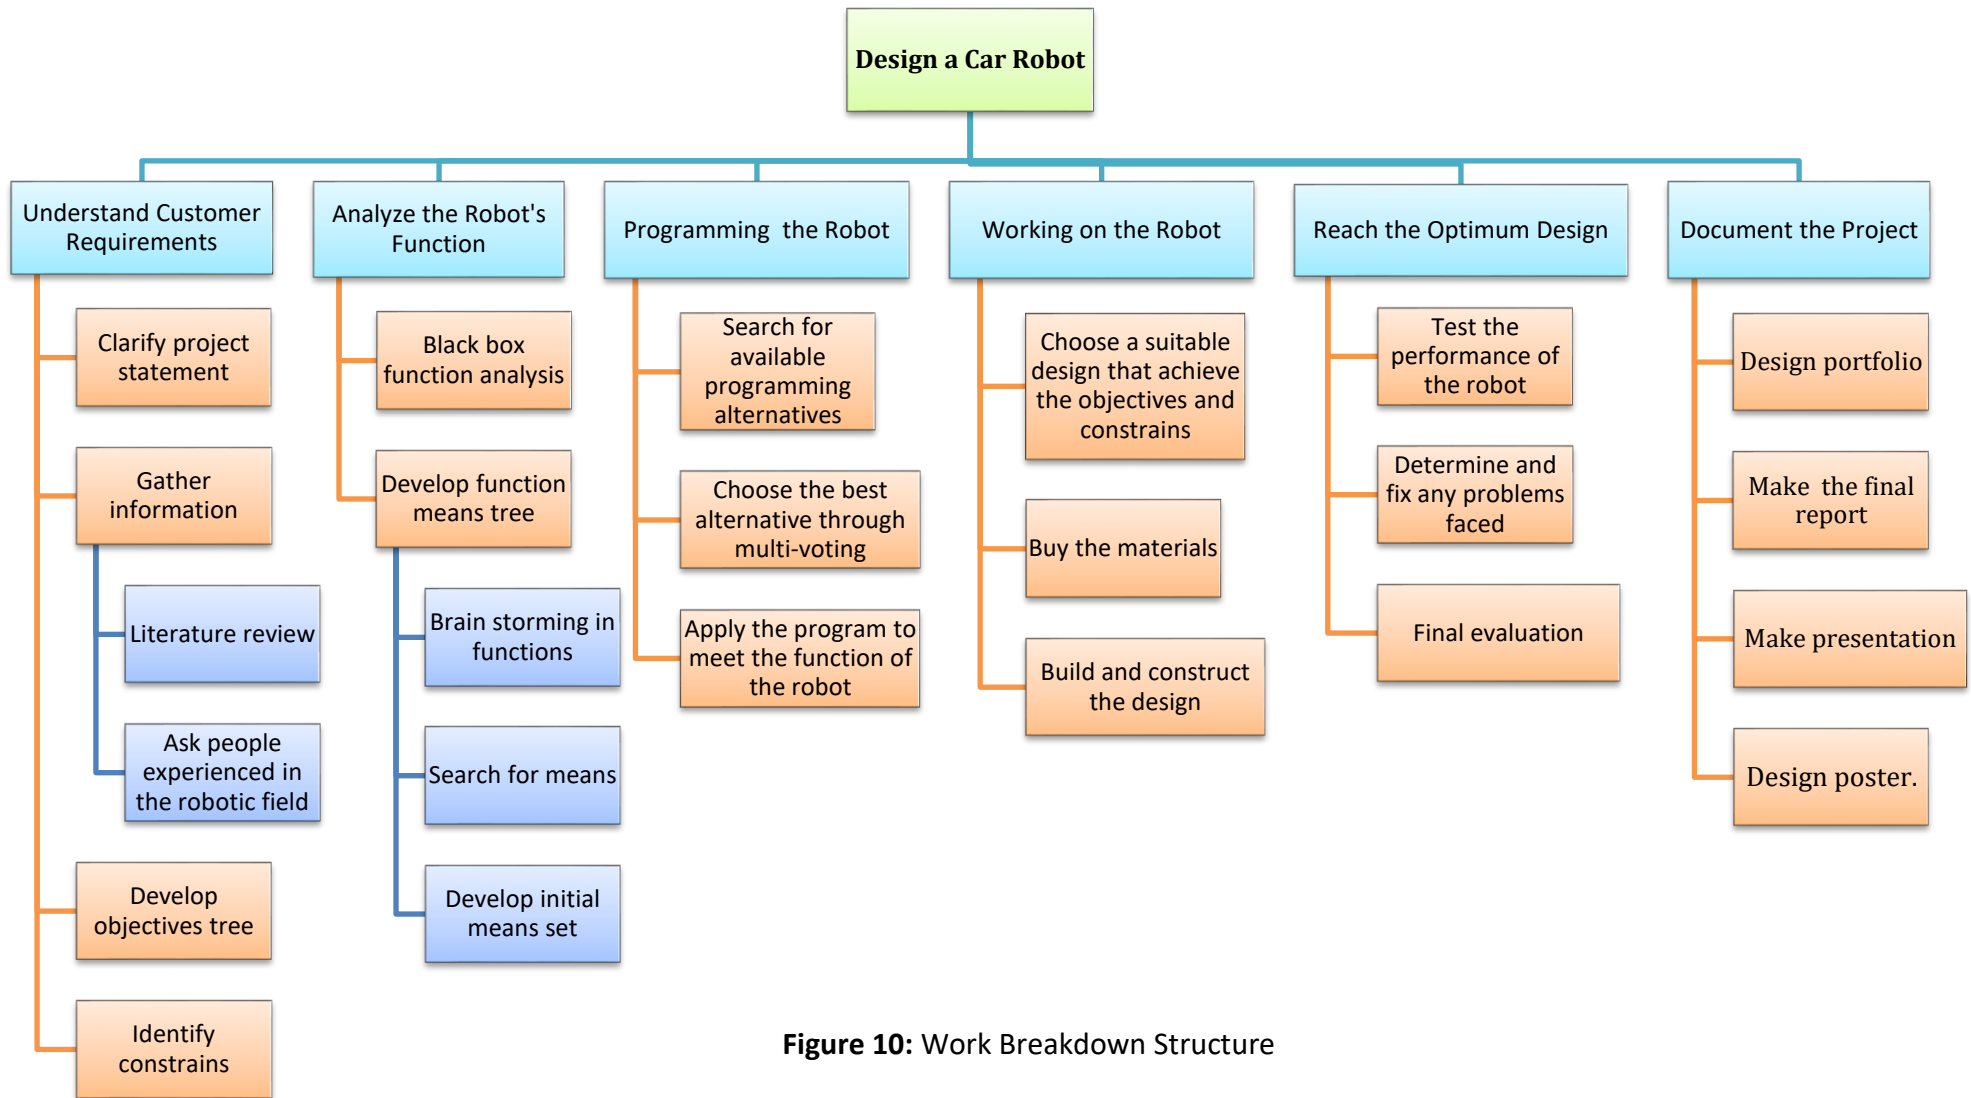 Design a Car Robot
Understand Customer
Requirements
Clarify project
statement
Gather
information
Literature review
Ask people
experienced in
the robotic field
Develop
objectives tree
Identify
constrains
Analyze the Robot's
Function
Black box
function analysis
Develop function
means tree
Brain storming in
functions
Search for means
Develop initial
means set
Programming  the Robot
Search for
available
programming
alternatives
Choose the best
alternative through
multi-voting
Apply the program to
meet the function of
the robot
Working on the Robot
Choose a suitable
design that achieve
the objectives and
constrains
Buy the materials
Build and construct
the design
Reach the Optimum Design
Test the
performance of
the robot
Determine and
fix any problems
faced
Final evaluation
Document the Project
Design portfolio
Make  the final
report
Make presentation
Design poster.
Figure 10: Work Breakdown Structure